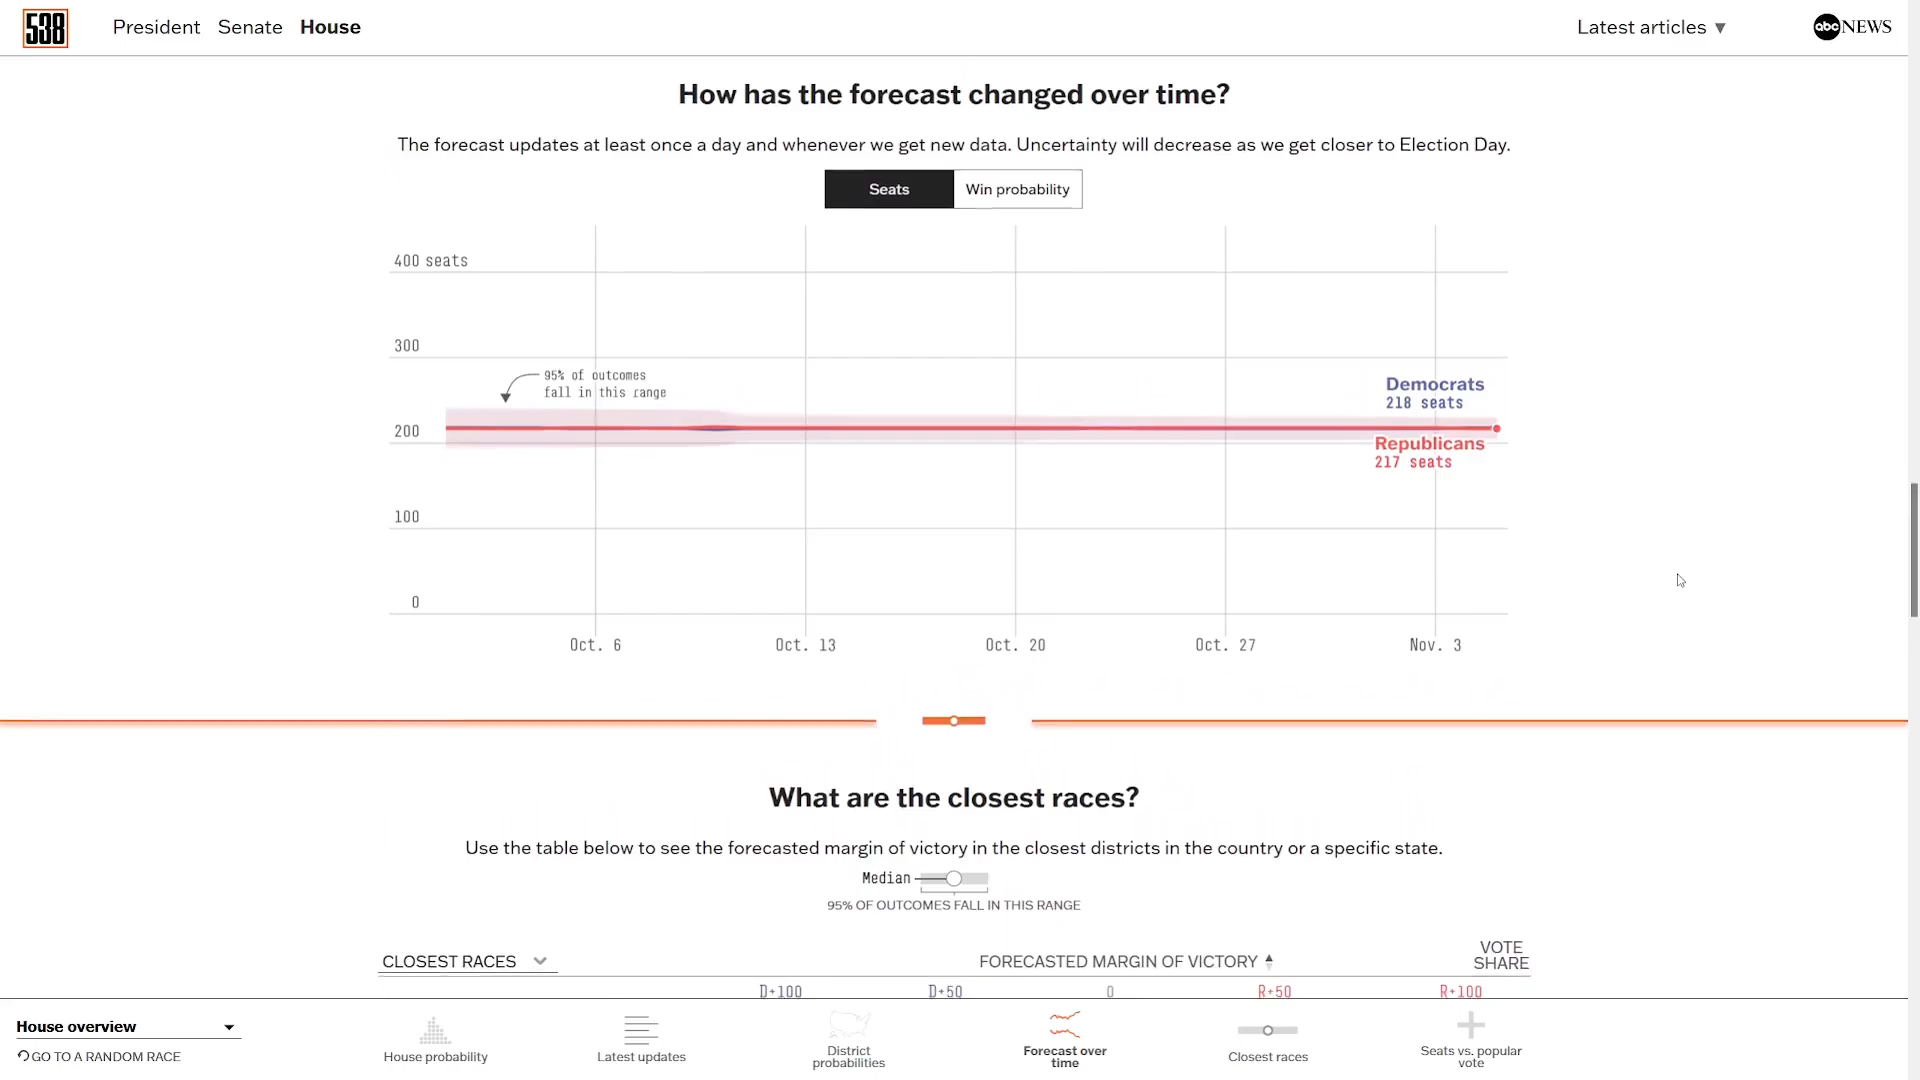 538
President Senate House
Latest articles ▼
abc NEWS
How has the forecast changed over time?
The forecast updates at least once a day and whenever we get new data. Uncertainty will decrease as we get closer to Election Day.
Seats
Win probability
400 seats
300
200
100
0
95% of outcomes
fall in this range
Democrats
218 seats
Republicans
217 seats
Oct. 6
Oct. 13
Oct. 20
Oct. 27
Nov. 3
What are the closest races?
Use the table below to see the forecasted margin of victory in the closest districts in the country or a specific state.
Median
95% OF OUTCOMES FALL IN THIS RANGE
CLOSEST RACES
FORECASTED MARGIN OF VICTORY
VOTE
SHARE
D+100
D+50
0
R+50
R+100
House overview
GO TO A RANDOM RACE
House probability
Latest updates
District
probabilities
Forecast over
time
Closest races
Seats vs. popular
vote